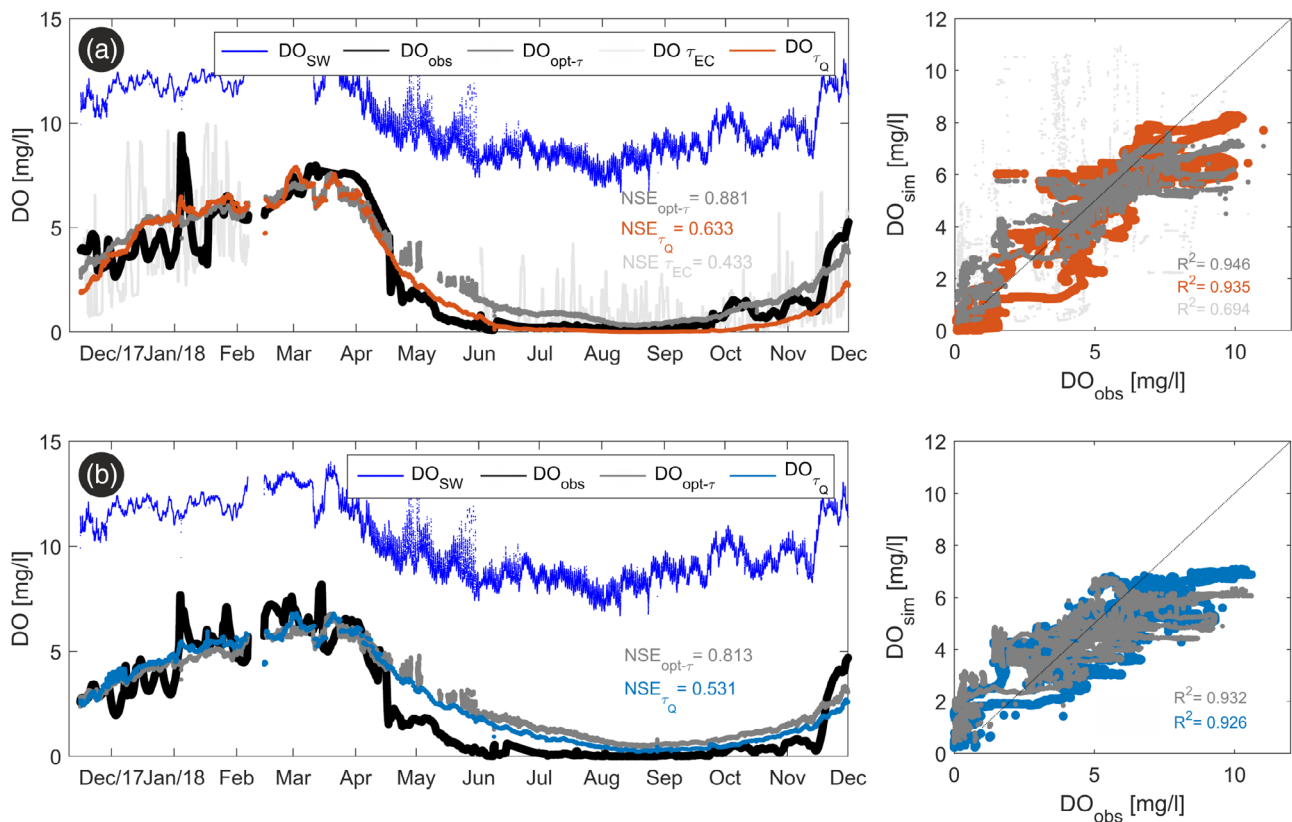 (a)
DO_SW DO_obs DO_opt-τ DO τ_EC DO_τ_Q
15
10
5
0
DO [mg/l]
NSE_opt-τ = 0.881
NSE_τ_Q = 0.633
NSE τ_EC = 0.433
Dec/17 Jan/18 Feb Mar Apr May Jun Jul Aug Sep Oct Nov Dec
12
10
8
6
4
2
0
DO_sim [mg/l]
R²= 0.946
R²= 0.935
R²= 0.694
0 5 10
DO_obs [mg/l]
(b)
DO_SW DO_obs DO_opt-τ DO_τ_Q
15
10
5
0
DO [mg/l]
NSE_opt-τ = 0.813
NSE_τ_Q = 0.531
Dec/17 Jan/18 Feb Mar Apr May Jun Jul Aug Sep Oct Nov Dec
12
10
8
6
4
2
0
DO_sim [mg/l]
R²= 0.932
R²= 0.926
0 5 10
DO_obs [mg/l]